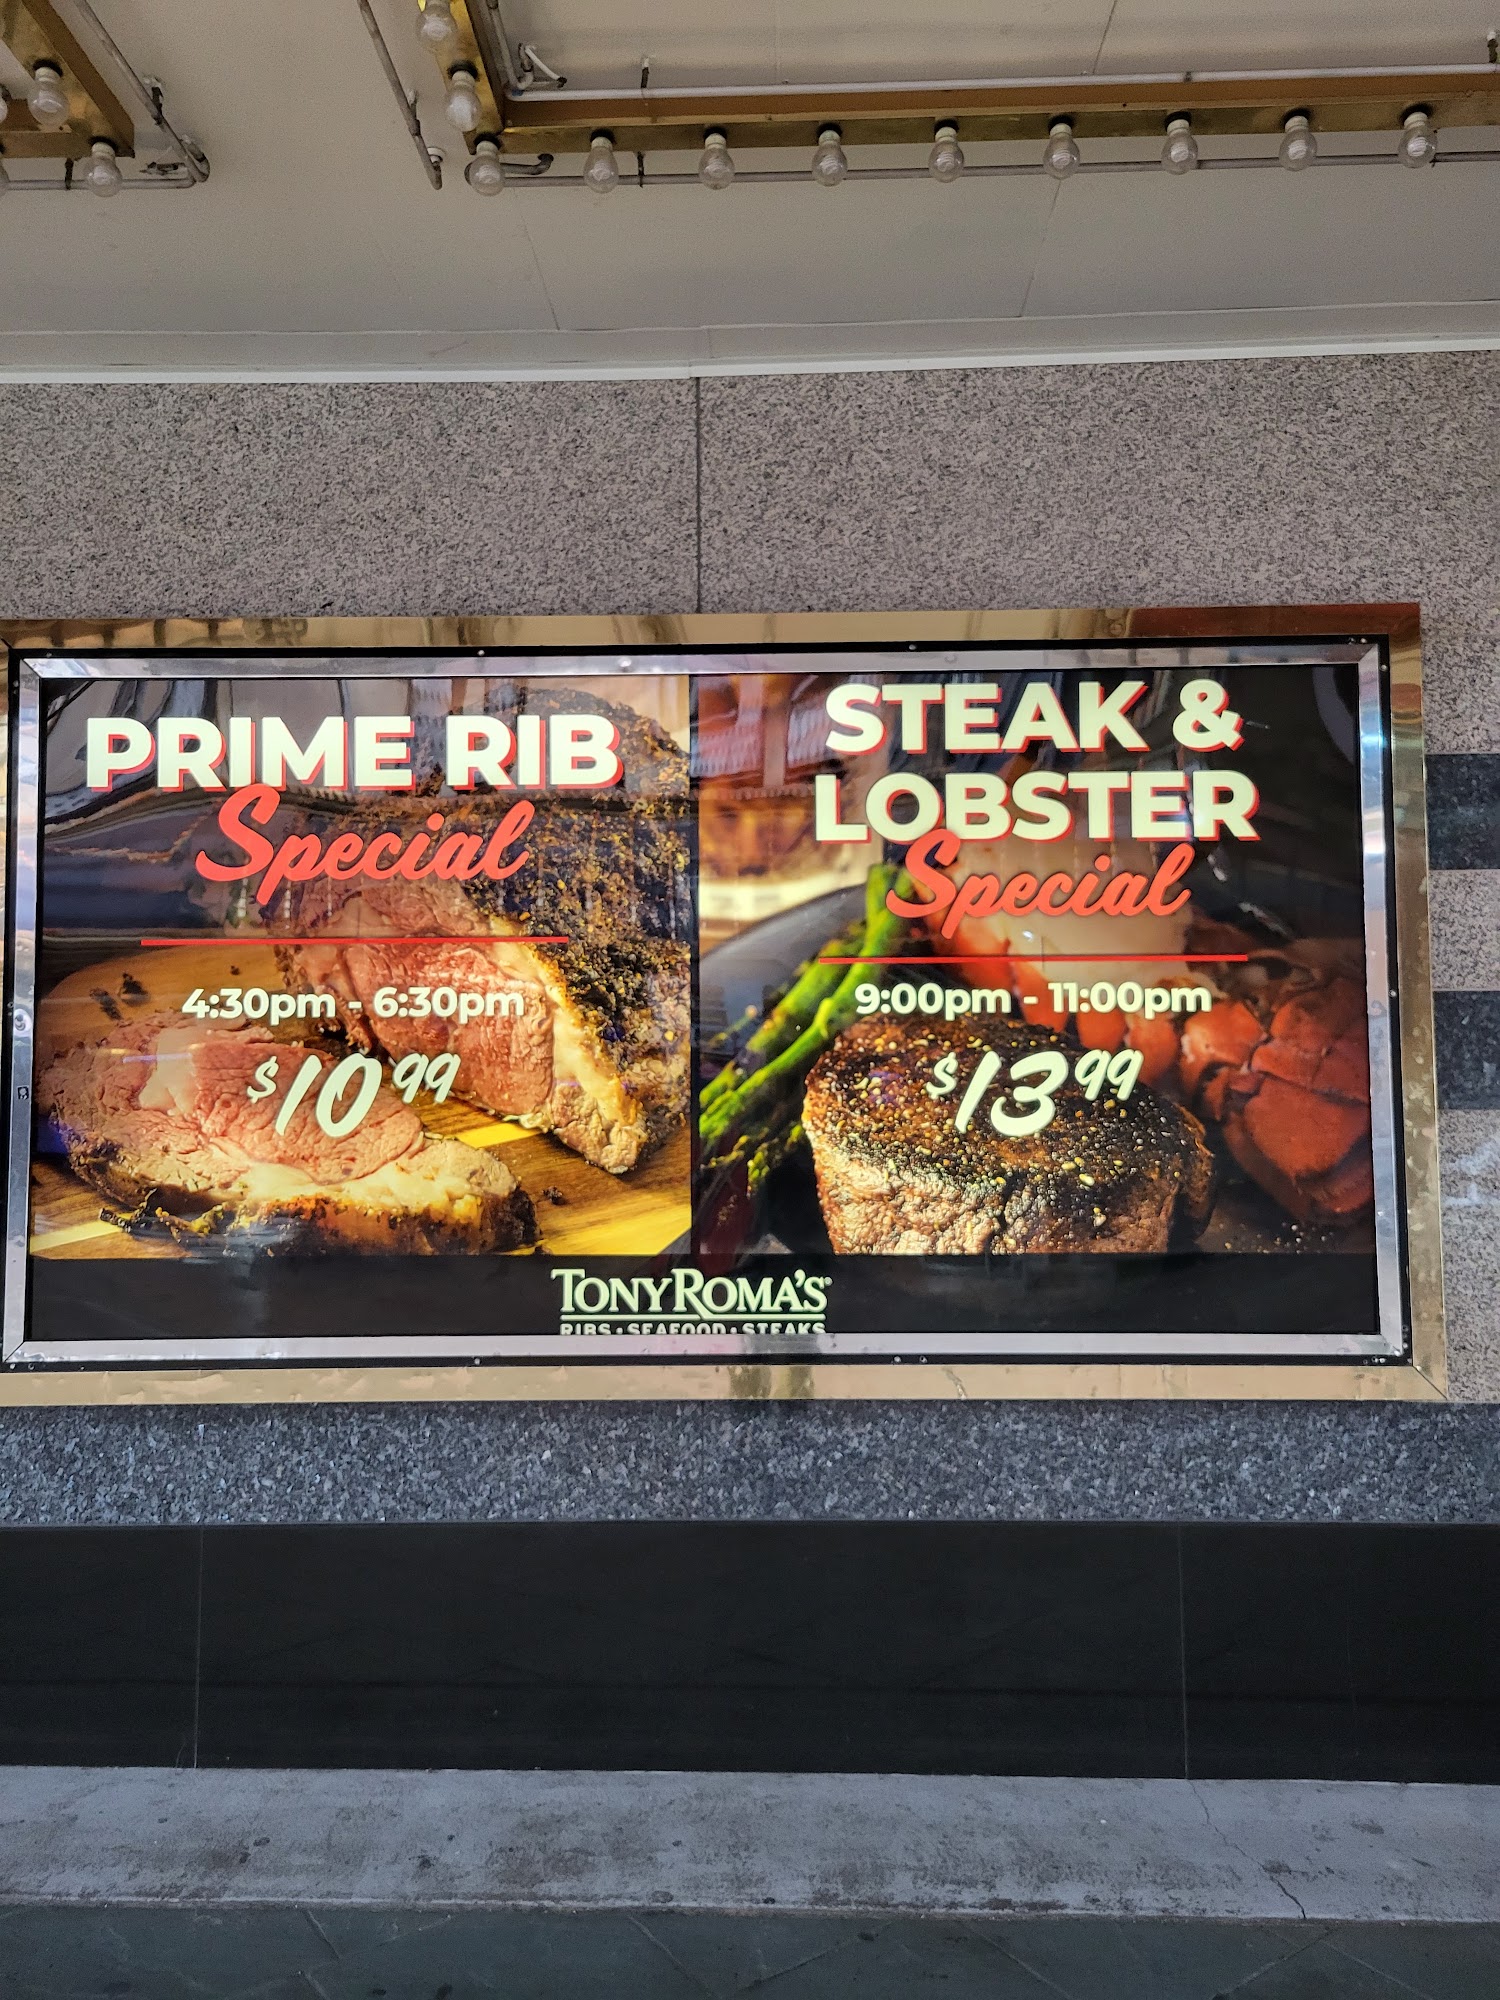 PRIME RIB
Special
4:30pm - 6:30pm
$10.99
STEAK &
LOBSTER
Special
9:00pm - 11:00pm
$13.99
TONY ROMA'S
RIBS • SEAFOOD • STEAKS